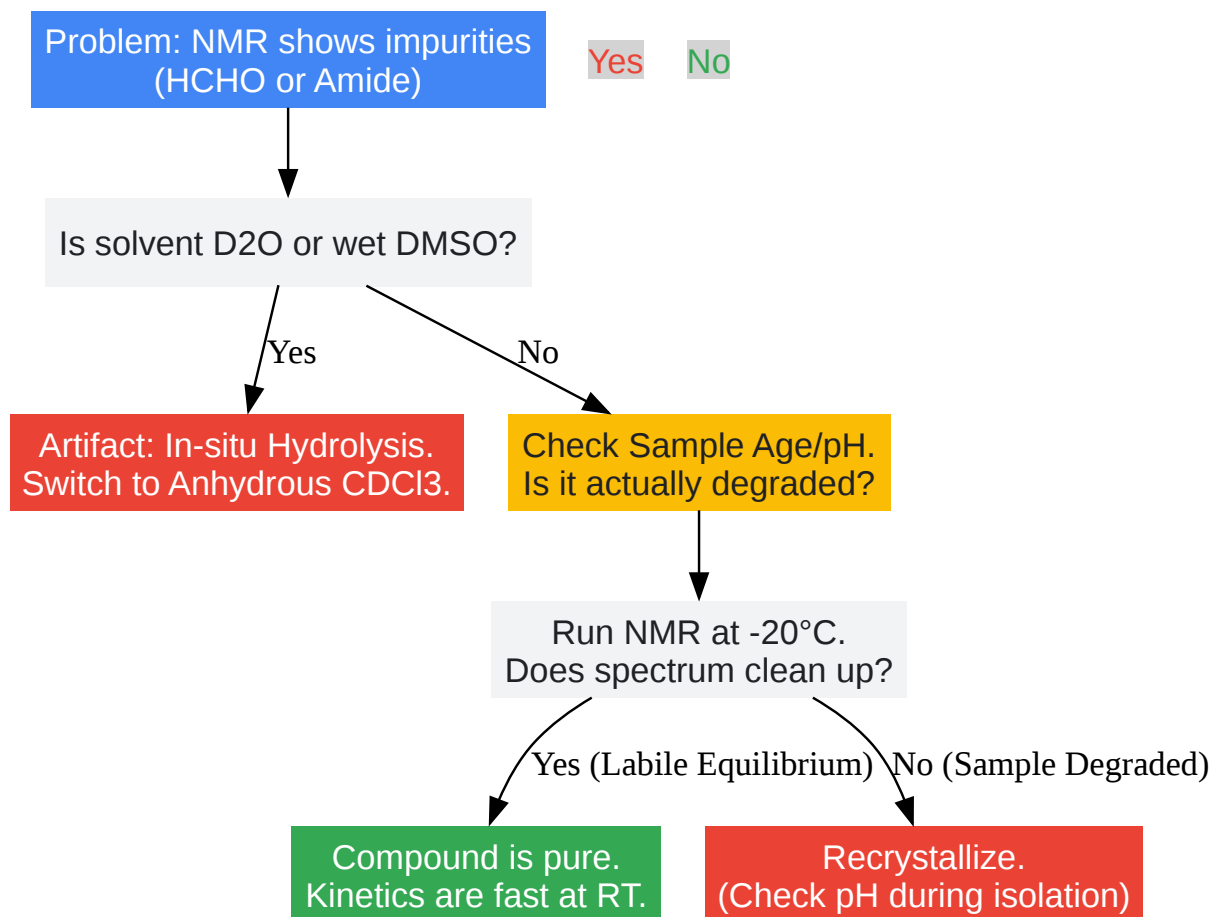 Problem: NMR shows impurities
(HCHO or Amide)
Yes
No
Is solvent D2O or wet DMSO?
Yes
No
Artifact: In-situ Hydrolysis.
Switch to Anhydrous CDCl3.
Check Sample Age/pH.
Is it actually degraded?
Run NMR at -20°C.
Does spectrum clean up?
Yes (Labile Equilibrium)
No (Sample Degraded)
Compound is pure.
Kinetics are fast at RT.
Recrystallize.
(Check pH during isolation)